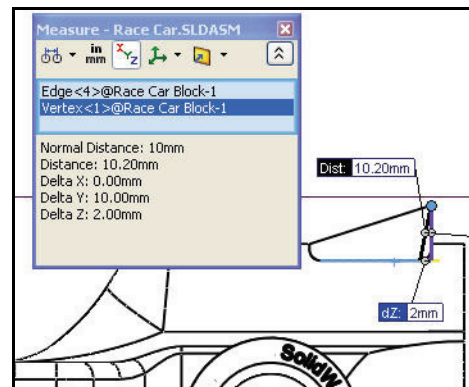 Measure - Race Car.SLDASM
in
mm
XYZ
Edge<4>@Race Car Block-1
Vertex<1>@Race Car Block-1
Normal Distance: 10mm
Distance: 10.20mm
Delta X: 0.00mm
Delta Y: 10.00mm
Delta Z: 2.00mm
Dist: 10.20mm
dZ: 2mm
SolidW